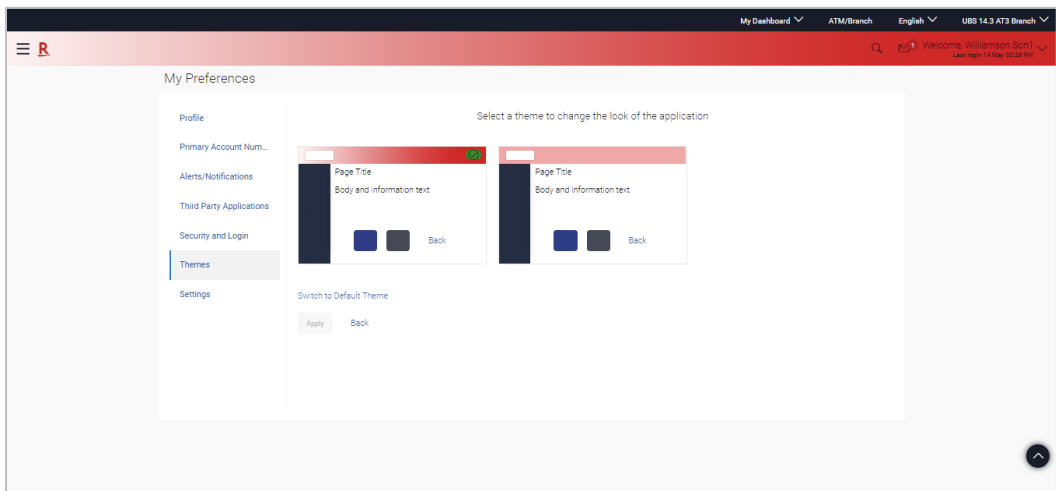 My Dashboard ATM/Branch English UBS 14.3 AT3 Branch
R 1 Welcome, Williamson Son1
Last login 14 May 03:28 PM
My Preferences
Profile
Primary Account Num...
Alerts/Notifications
Third Party Applications
Security and Login
Themes
Settings
Select a theme to change the look of the application
Page Title
Body and information text
Back
Page Title
Body and information text
Back
Switch to Default Theme
Apply Back